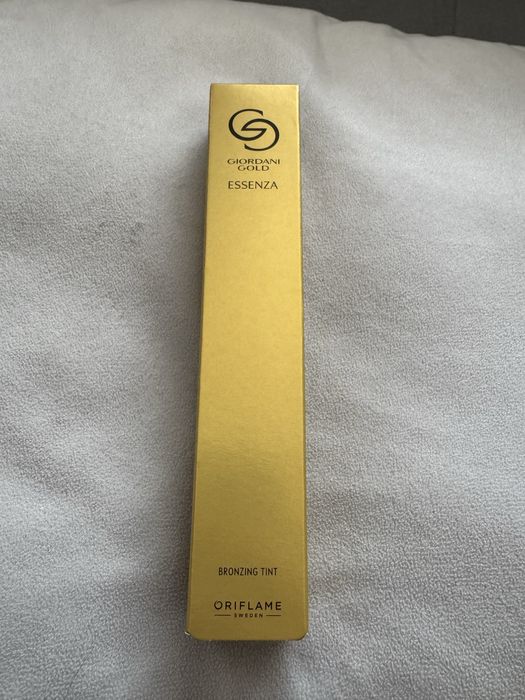 GIORDANI
GOLD
ESSENZA
BRONZING TINT
ORIFLAME
SWEDEN